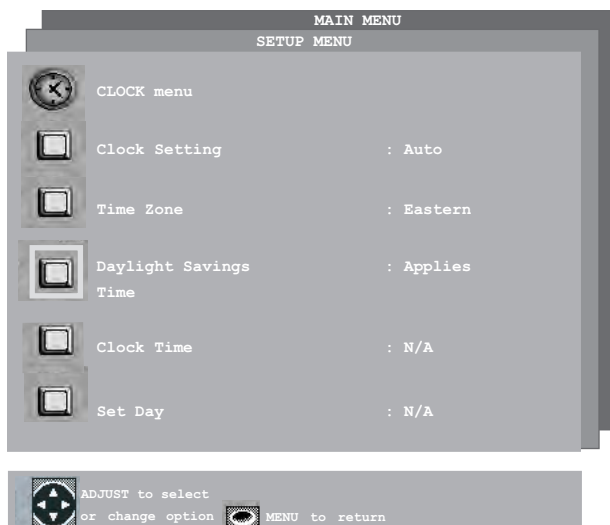 MAIN MENU
SETUP MENU
CLOCK menu
Clock Setting : Auto
Time Zone : Eastern
Daylight Savings : Applies
Time
Clock Time : N/A
Set Day : N/A
ADJUST to select
or change option MENU to return